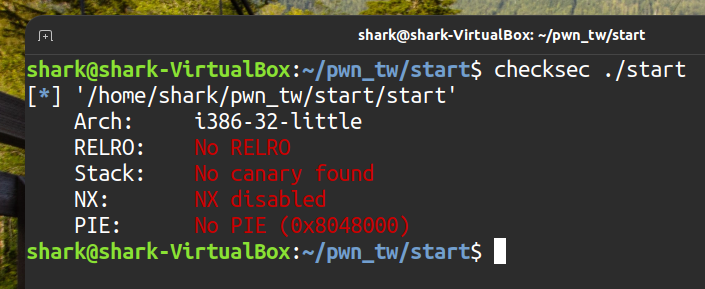 shark@shark-VirtualBox: ~/pwn_tw/start
shark@shark-VirtualBox:~/pwn_tw/start$ checksec ./start
[*] '/home/shark/pwn_tw/start/start'
Arch:     i386-32-little
RELRO:    No RELRO
Stack:    No canary found
NX:       NX disabled
PIE:      No PIE (0x8048000)
shark@shark-VirtualBox:~/pwn_tw/start$